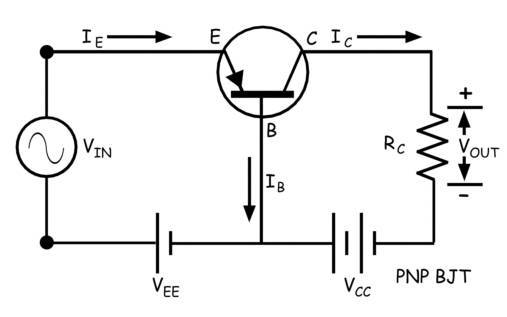 I_E
E
C
I_C
+
V_IN
B
R_C
V_OUT
I_B
-
V_EE
V_CC
PNP BJT